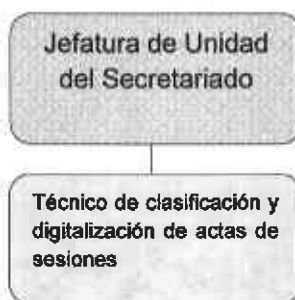 Jefatura de Unidad
del Secretariado
Técnico de clasificación y
digitalización de actas de
sesiones